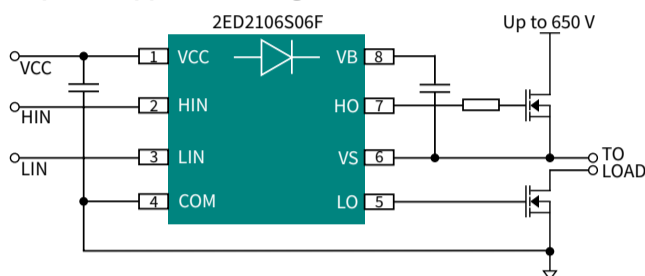 2ED2106S06F
Up to 650 V
VCC
1 VCC
VB 8
HIN
2 HIN
HO 7
LIN
3 LIN
VS 6
TO
LOAD
4 COM
LO 5